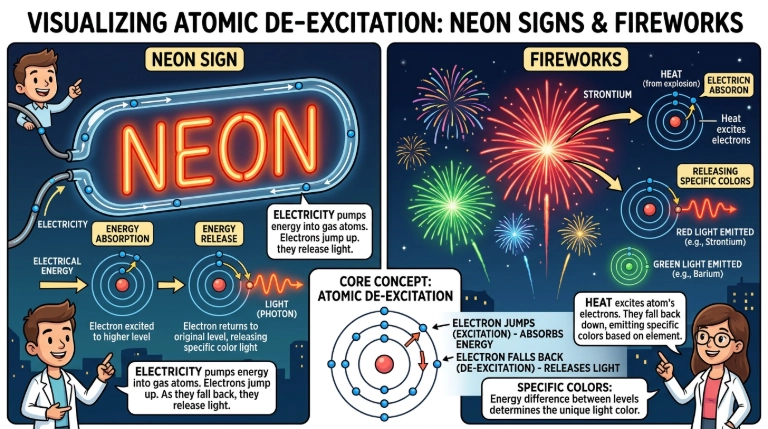 VISUALIZING ATOMIC DE-EXCITATION: NEON SIGNS & FIREWORKS
NEON SIGN
NEON
ELECTRICITY
ELECTRICITY pumps
energy into gas atoms.
Electrons jump up.
they release light.
ENERGY
ABSORPTION
ENERGY
RELEASE
ELECTRICAL
ENERGY
LIGHT
(PHOTON)
Electron excited
to higher level
Electron returns to
original level, releasing
specific color light
ELECTRICITY pumps energy
into gas atoms. Electrons jump
up. As they fall back, they
release light.
FIREWORKS
STRONTIUM
HEAT
(from explosion)
ELECTRICN
ABSORON
Heat
excites
electrons
RELEASING
SPECIFIC COLORS
RED LIGHT EMITTED
(e.g., Strontium)
GREEN LIGHT EMITTED
(e.g., Barium)
HEAT excites atom's
electrons. They fall back
down, emitting specific
colors based on element.
CORE CONCEPT:
ATOMIC DE-EXCITATION
ELECTRON JUMPS
(EXCITATION) - ABSORBS
ENERGY
ELECTRON FALLS BACK
(DE-EXCITATION) - RELEASES LIGHT
SPECIFIC COLORS:
Energy difference between levels
determines the unique light color.